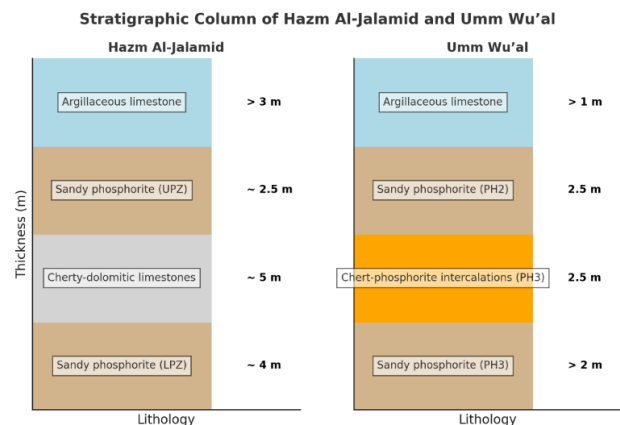 Stratigraphic Column of Hazm Al-Jalamid and Umm Wu’al
Hazm Al-Jalamid
Thickness (m)
Argillaceous limestone
> 3 m
Sandy phosphorite (UPZ)
~ 2.5 m
Cherty-dolomitic limestones
~ 5 m
Sandy phosphorite (LPZ)
~ 4 m
Lithology
Umm Wu’al
Argillaceous limestone
> 1 m
Sandy phosphorite (PH2)
2.5 m
Chert-phosphorite intercalations (PH3)
2.5 m
Sandy phosphorite (PH3)
> 2 m
Lithology